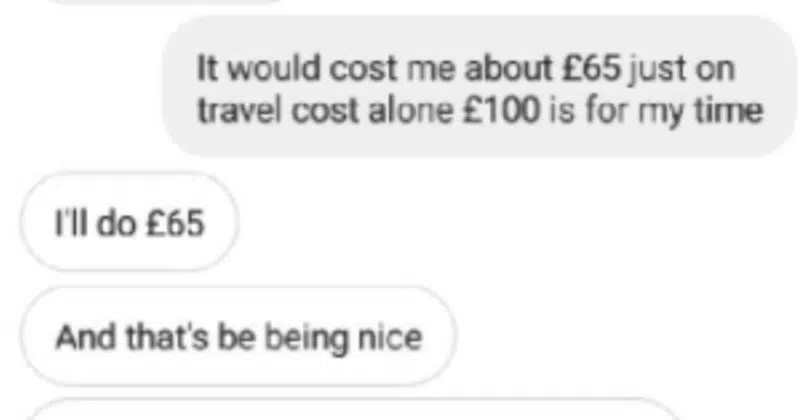 It would cost me about £65 just on
travel cost alone £100 is for my time
I'll do £65
And that's be being nice